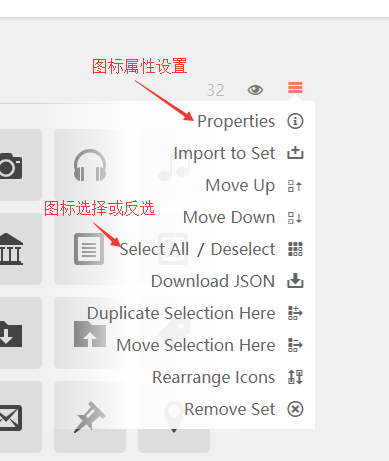 图标属性设置
32
Properties
Import to Set
Move Up
Move Down
图标选择或反选
Select All / Deselect
Download JSON
Duplicate Selection Here
Move Selection Here
Rearrange Icons
Remove Set